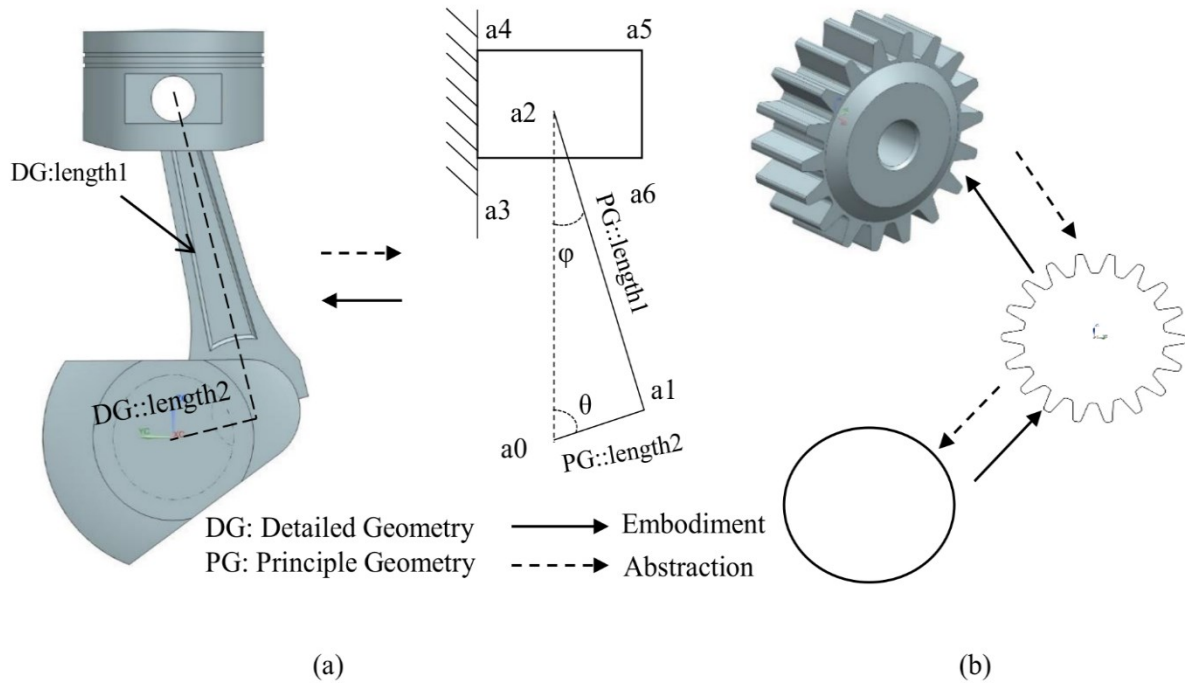 DG:length1
DG::length2
a4
a5
a2
a3
a6
φ
PG::length1
θ
a1
a0
PG::length2
DG: Detailed Geometry
Embodiment
PG: Principle Geometry
Abstraction
(a)
(b)